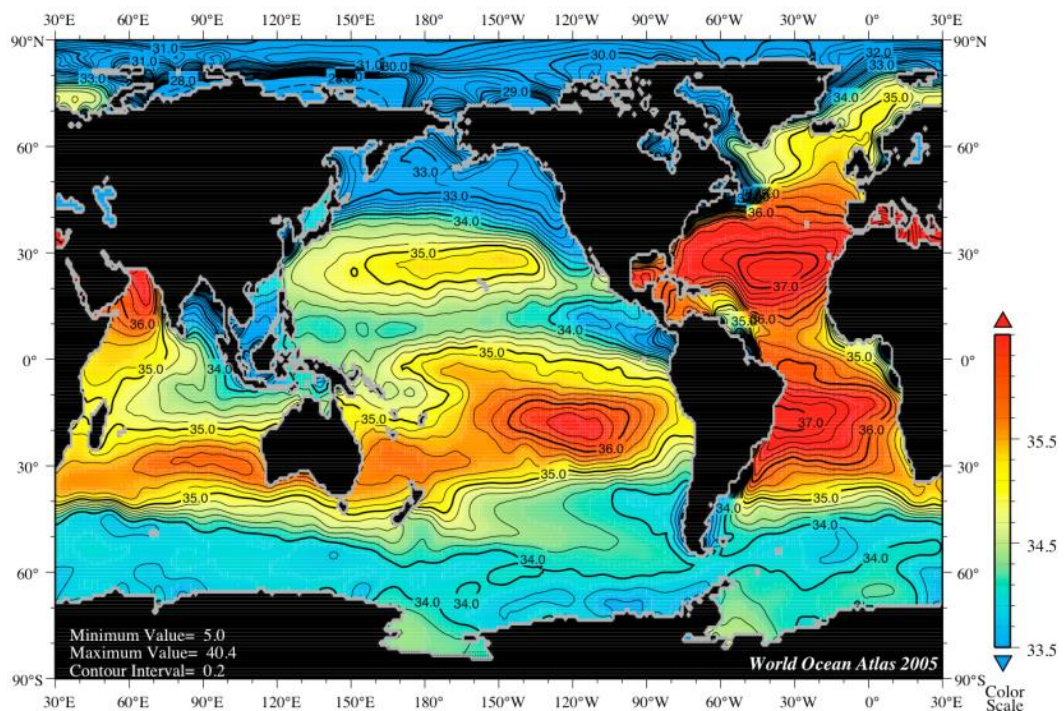 30°E 60°E 90°E 120°E 150°E 180° 150°W 120°W 90°W 60°W 30°W 0° 30°E
90°N 90°N
31.0 31.0 31.0 30.0 30.0 32.0
33.0 28.0 29.0 33.0
34.0 35.0
60° 60°
33.0
33.0
34.0 36.0
30° 35.0 30°
37.0
36.0 34.0 35.0
0° 35.0 34.0 35.0 35.0 0°
35.0 37.0 36.0
35.0 36.0 35.5
30° 35.0 30°
35.0 35.0
34.0 34.0 34.5
34.0 34.0
60° 60°
34.0 34.0 34.0
Minimum Value= 5.0
Maximum Value= 40.4
Contour Interval= 0.2
World Ocean Atlas 2005
33.5
90°S 90°S
30°E 60°E 90°E 120°E 150°E 180° 150°W 120°W 90°W 60°W 30°W 0° 30°E
Color
Scale